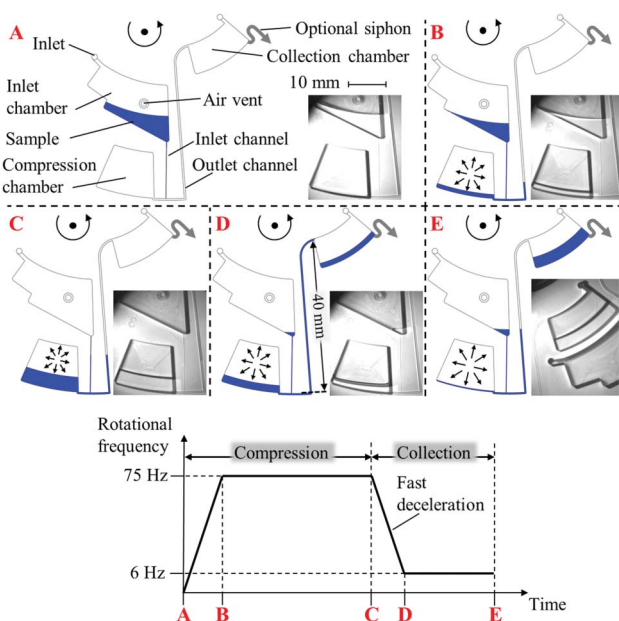 A
Inlet
Inlet chamber
Sample
Compression chamber
Air vent
Inlet channel
Outlet channel
Optional siphon
Collection chamber
10 mm
B
C
D
40 mm
E
Rotational frequency
75 Hz
6 Hz
Compression
Collection
Fast deceleration
A
B
C
D
E
Time